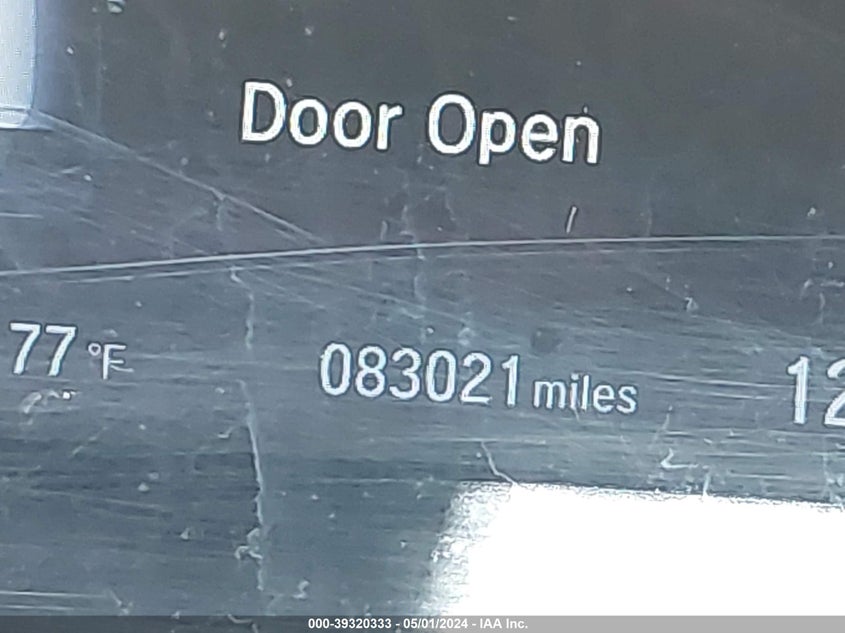 Door Open
77 °F 083021 miles 12
000-39320333 - 05/01/2024 - IAA Inc.